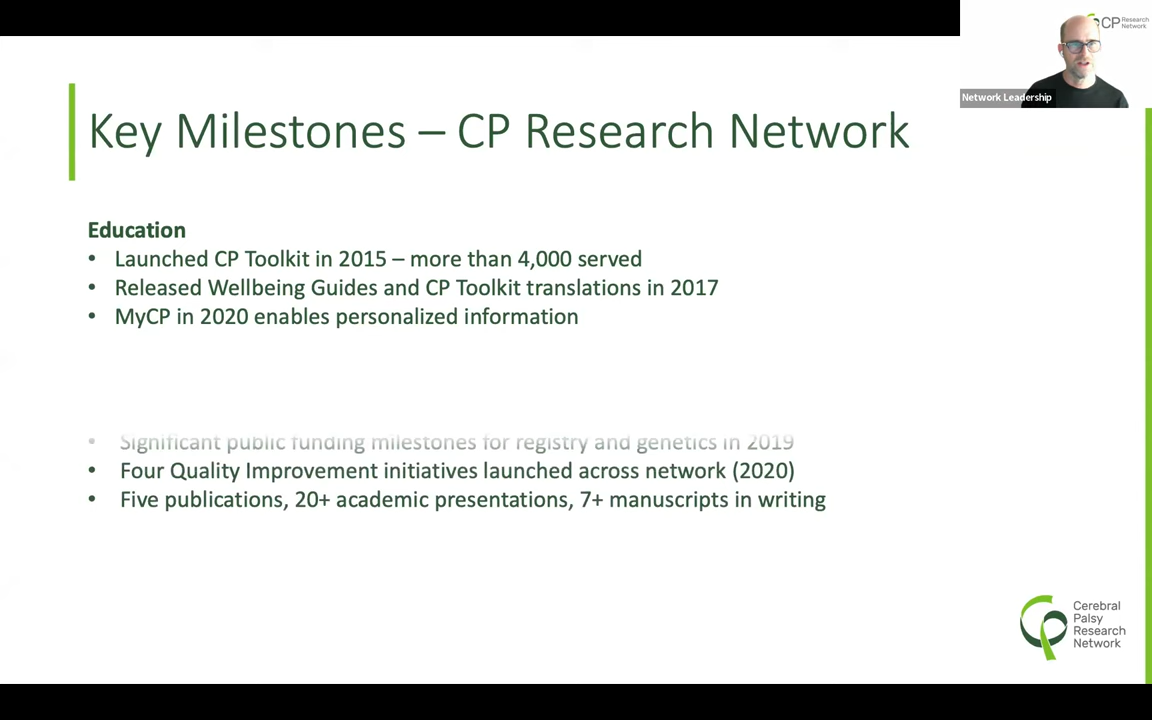 CP Research
Network
Network Leadership
Key Milestones – CP Research Network
Education
• Launched CP Toolkit in 2015 – more than 4,000 served
• Released Wellbeing Guides and CP Toolkit translations in 2017
• MyCP in 2020 enables personalized information
• Significant public funding milestones for registry and genetics in 2019
• Four Quality Improvement initiatives launched across network (2020)
• Five publications, 20+ academic presentations, 7+ manuscripts in writing
Cerebral
Palsy
Research
Network